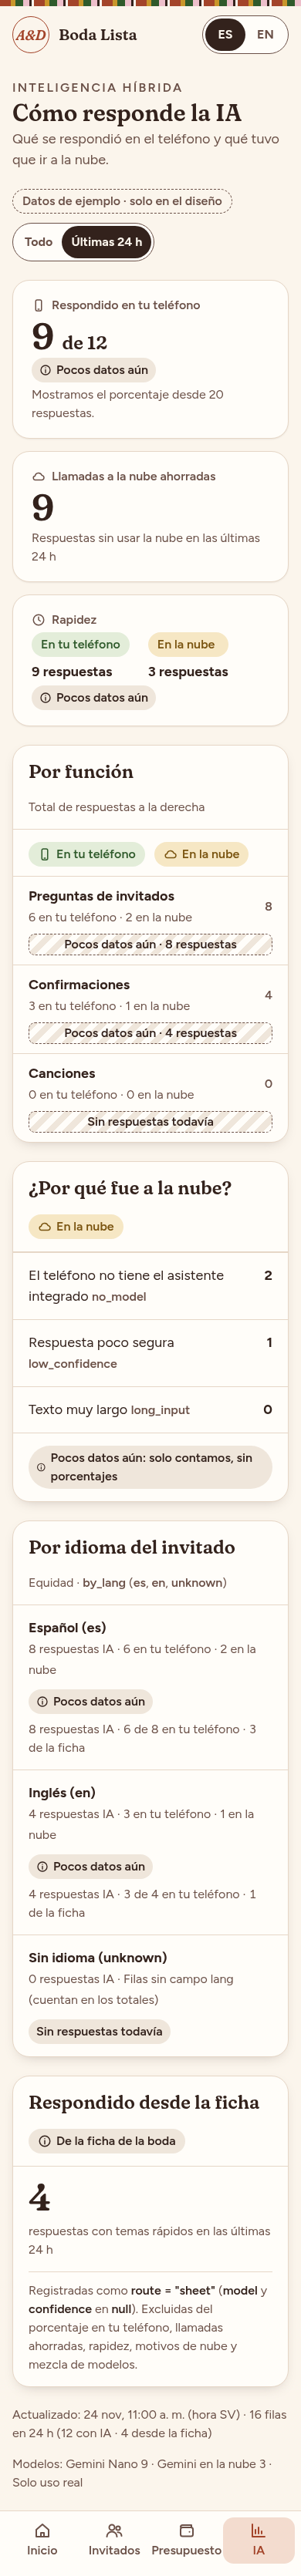 A&D Boda Lista ES EN
INTELIGENCIA HÍBRIDA
Cómo responde la IA
Qué se respondió en el teléfono y qué tuvo
que ir a la nube.
Datos de ejemplo · solo en el diseño
Todo Últimas 24 h
Respondido en tu teléfono
9 de 12
Pocos datos aún
Mostramos el porcentaje desde 20
respuestas.
Llamadas a la nube ahorradas
9
Respuestas sin usar la nube en las últimas
24 h
Rapidez
En tu teléfono En la nube
9 respuestas 3 respuestas
Pocos datos aún
Por función
Total de respuestas a la derecha
En tu teléfono En la nube
Preguntas de invitados
8
6 en tu teléfono · 2 en la nube
Pocos datos aún · 8 respuestas
Confirmaciones
4
3 en tu teléfono · 1 en la nube
Pocos datos aún · 4 respuestas
Canciones
0
0 en tu teléfono · 0 en la nube
Sin respuestas todavía
¿Por qué fue a la nube?
En la nube
El teléfono no tiene el asistente 2
integrado no_model
Respuesta poco segura 1
low_confidence
Texto muy largo long_input 0
Pocos datos aún: solo contamos, sin
porcentajes
Por idioma del invitado
Equidad · by_lang (es, en, unknown)
Español (es)
8 respuestas IA · 6 en tu teléfono · 2 en la
nube
Pocos datos aún
8 respuestas IA · 6 de 8 en tu teléfono · 3
de la ficha
Inglés (en)
4 respuestas IA · 3 en tu teléfono · 1 en la
nube
Pocos datos aún
4 respuestas IA · 3 de 4 en tu teléfono · 1
de la ficha
Sin idioma (unknown)
0 respuestas IA · Filas sin campo lang
(cuentan en los totales)
Sin respuestas todavía
Respondido desde la ficha
De la ficha de la boda
4
respuestas con temas rápidos en las últimas
24 h
Registradas como route = "sheet" (model y
confidence en null). Excluidas del
porcentaje en tu teléfono, llamadas
ahorradas, rapidez, motivos de nube y
mezcla de modelos.
Actualizado: 24 nov, 11:00 a. m. (hora SV) · 16 filas
en 24 h (12 con IA · 4 desde la ficha)
Modelos: Gemini Nano 9 · Gemini en la nube 3 ·
Solo uso real
Inicio Invitados Presupuesto IA